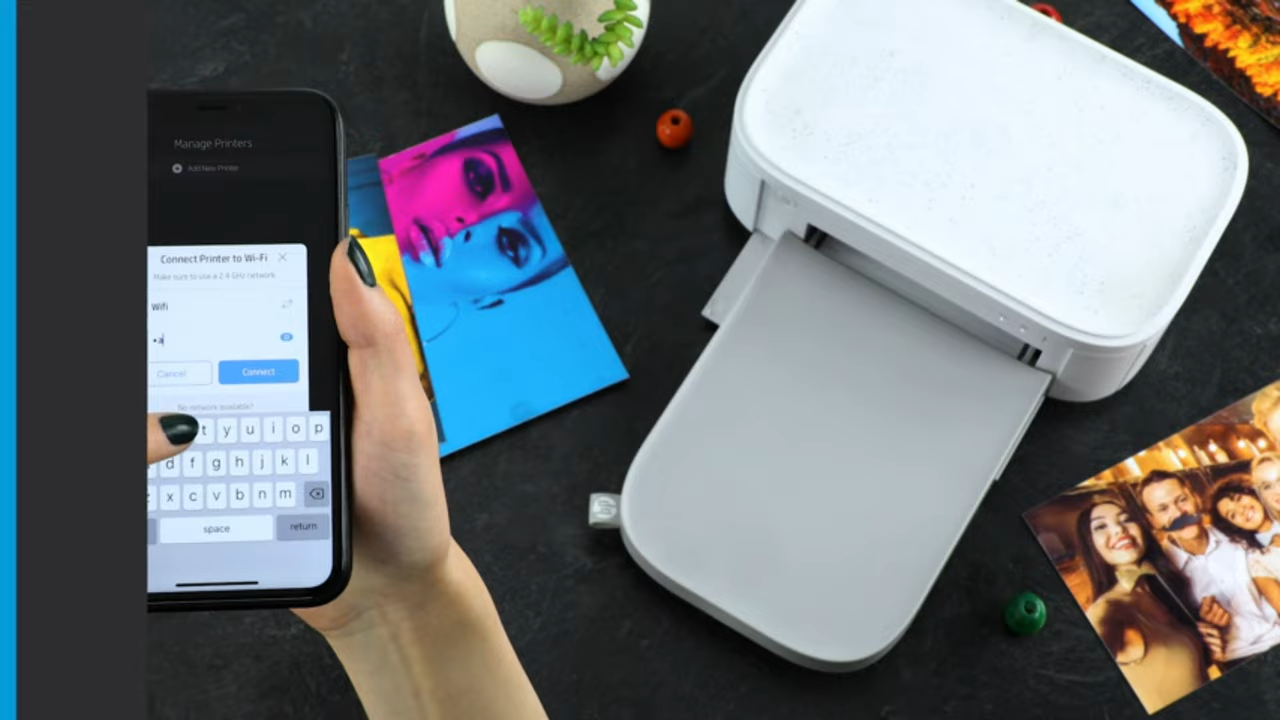 Manage Printers
Add New Printer
Connect Printer to Wi-Fi
Make sure to use a 2.4 GHz network.
Wifi
•a
Cancel
Connect
No network available?
t y u i o p
d f g h j k l
z x c v b n m
space
return
hp